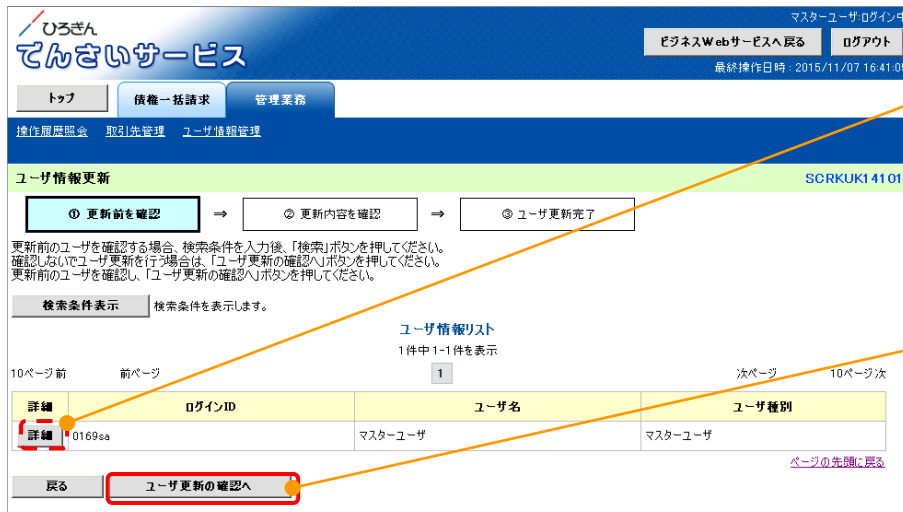 マスターユーザ:ログイン中
ひろぎん
でんさいサービス
ビジネスWebサービスへ戻る ログアウト
最終操作日時：2015/11/07 16:41:05
トップ 債権一括請求 管理業務
操作履歴照会 取引先管理 ユーザ情報管理
ユーザ情報更新 SCRKUK14101
① 更新前を確認 ⇒ ② 更新内容を確認 ⇒ ③ ユーザ更新完了
更新前のユーザを確認する場合、検索条件を入力後、「検索」ボタンを押してください。
確認しないでユーザ更新を行う場合は、「ユーザ更新の確認へ」ボタンを押してください。
更新前のユーザを確認し、「ユーザ更新の確認へ」ボタンを押してください。
検索条件表示 検索条件を表示します。
ユーザ情報リスト
1件中1-1件を表示
10ページ前 前ページ 1 次ページ 10ページ次
詳細 ログインID ユーザ名 ユーザ種別
詳細 0169sa マスターユーザ マスターユーザ
ページの先頭に戻る
戻る ユーザ更新の確認へ